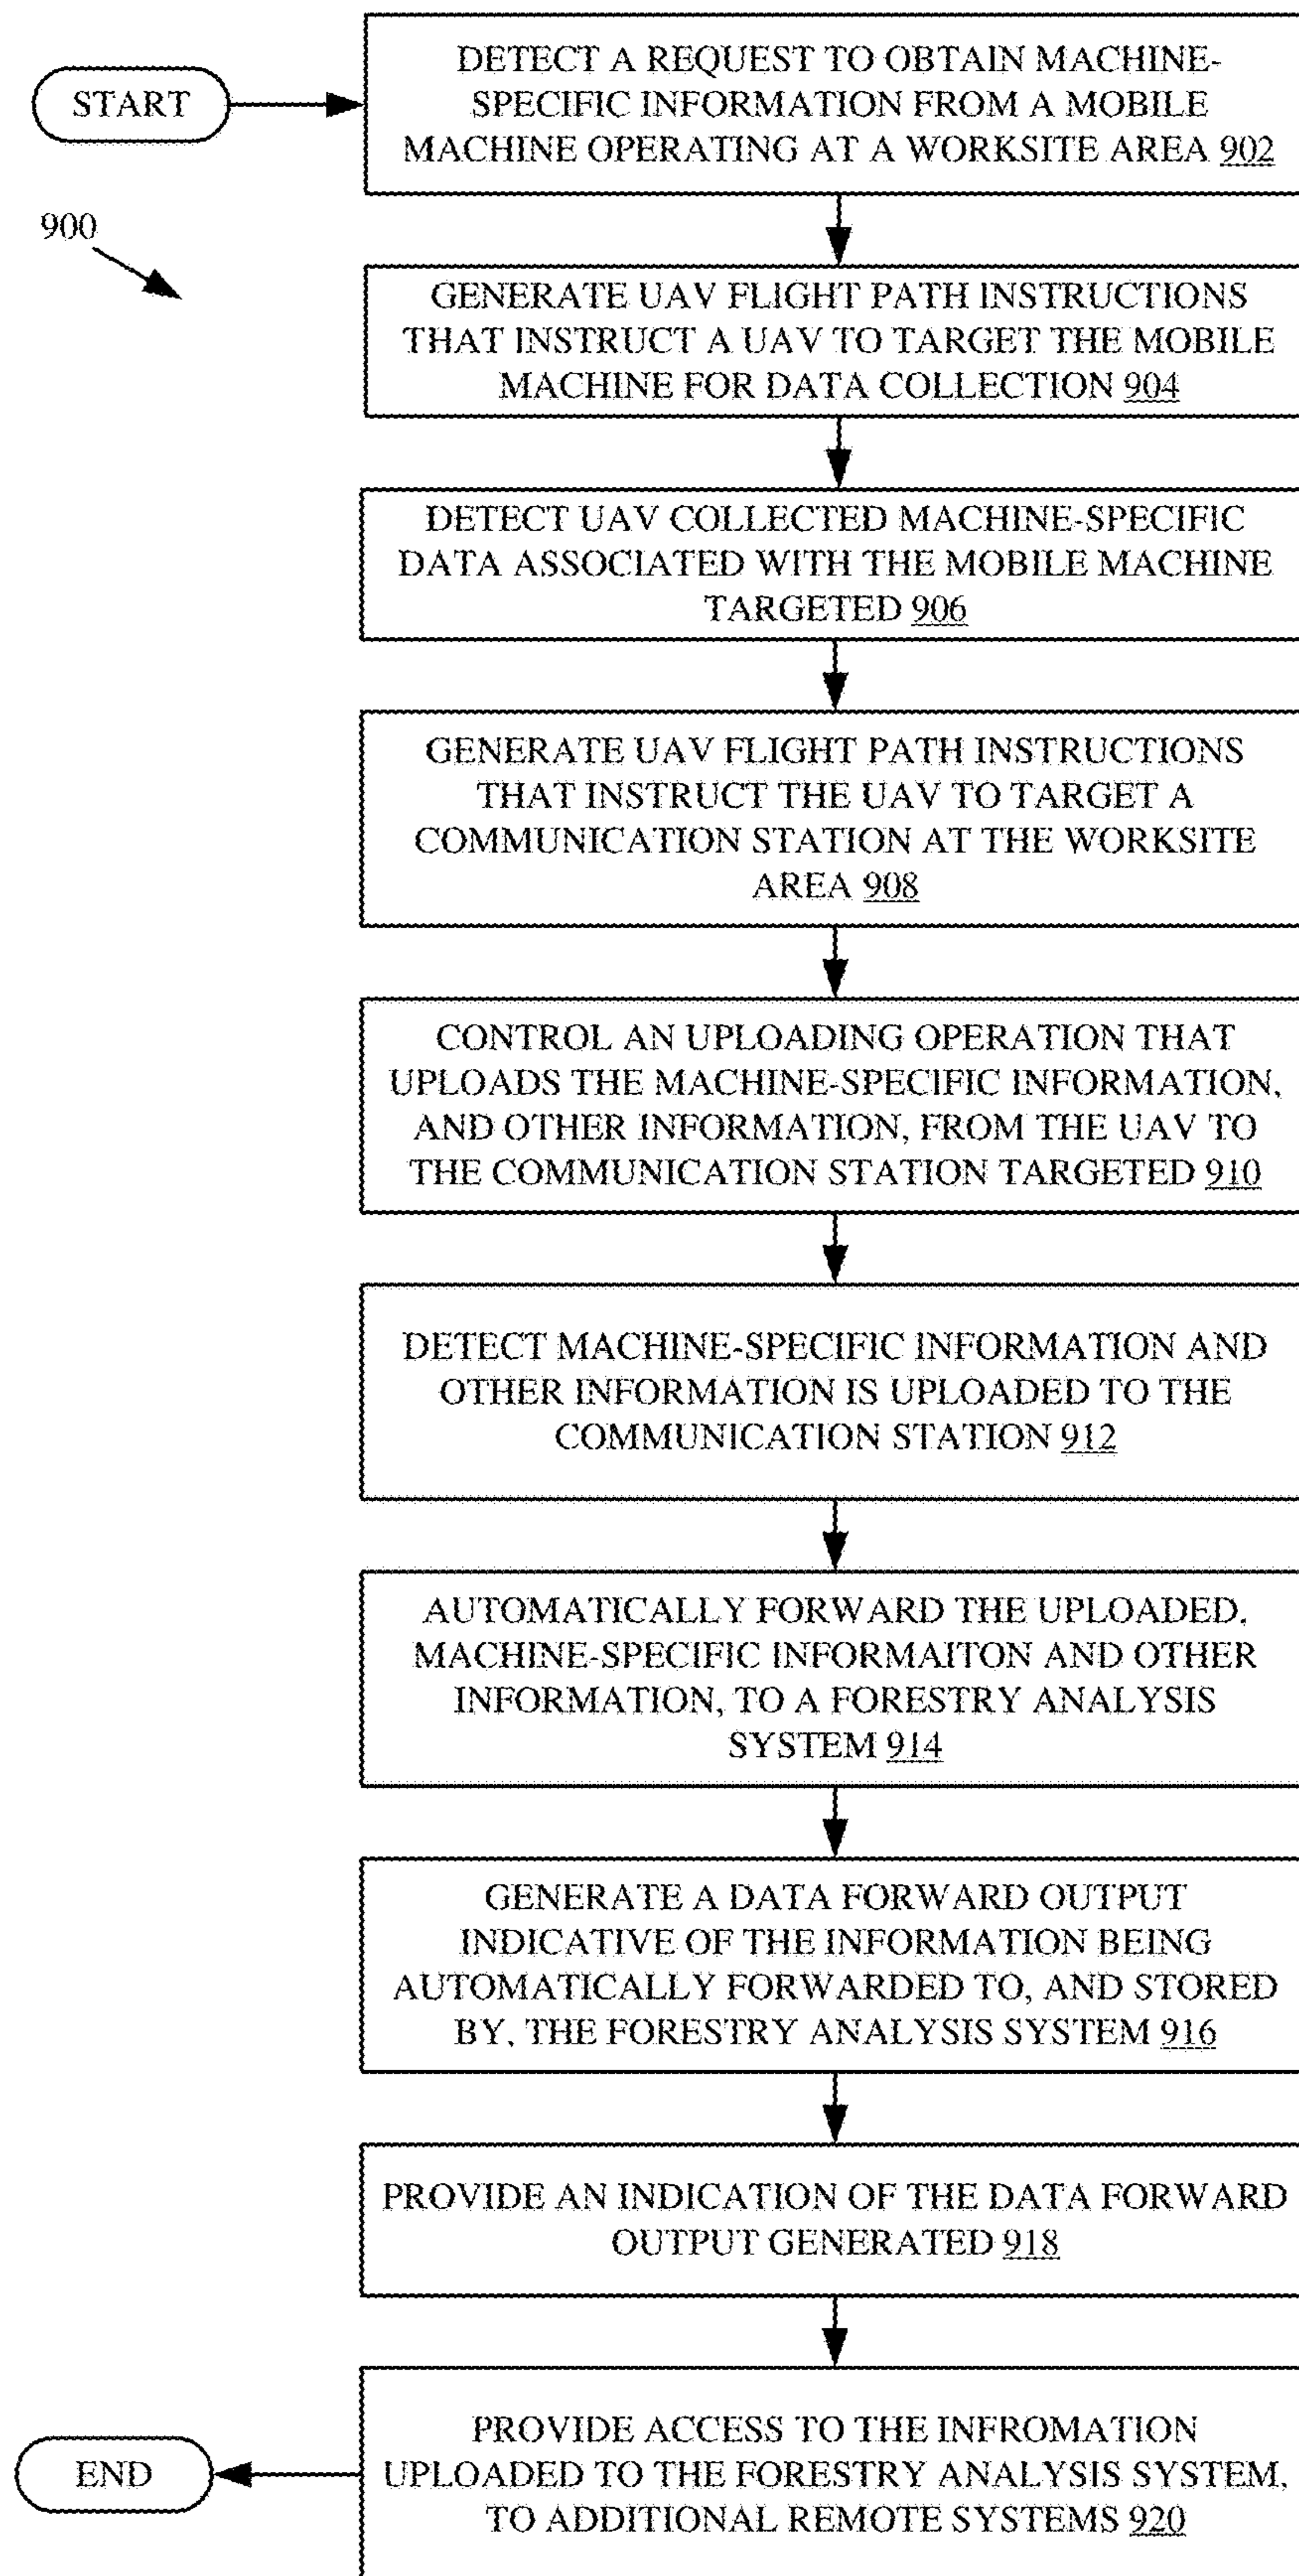 START
DETECT A REQUEST TO OBTAIN MACHINE-
SPECIFIC INFORMATION FROM A MOBILE
MACHINE OPERATING AT A WORKSITE AREA 902
900
GENERATE UAV FLIGHT PATH INSTRUCTIONS
THAT INSTRUCT A UAV TO TARGET THE MOBILE
MACHINE FOR DATA COLLECTION 904
DETECT UAV COLLECTED MACHINE-SPECIFIC
DATA ASSOCIATED WITH THE MOBILE MACHINE
TARGETED 906
GENERATE UAV FLIGHT PATH INSTRUCTIONS
THAT INSTRUCT THE UAV TO TARGET A
COMMUNICATION STATION AT THE WORKSITE
AREA 908
CONTROL AN UPLOADING OPERATION THAT
UPLOADS THE MACHINE-SPECIFIC INFORMATION,
AND OTHER INFORMATION, FROM THE UAV TO
THE COMMUNICATION STATION TARGETED 910
DETECT MACHINE-SPECIFIC INFORMATION AND
OTHER INFORMATION IS UPLOADED TO THE
COMMUNICATION STATION 912
AUTOMATICALLY FORWARD THE UPLOADED,
MACHINE-SPECIFIC INFORMAITON AND OTHER
INFORMATION, TO A FORESTRY ANALYSIS
SYSTEM 914
GENERATE A DATA FORWARD OUTPUT
INDICATIVE OF THE INFORMATION BEING
AUTOMATICALLY FORWARDED TO, AND STORED
BY, THE FORESTRY ANALYSIS SYSTEM 916
PROVIDE AN INDICATION OF THE DATA FORWARD
OUTPUT GENERATED 918
PROVIDE ACCESS TO THE INFROMATION
UPLOADED TO THE FORESTRY ANALYSIS SYSTEM,
TO ADDITIONAL REMOTE SYSTEMS 920
END